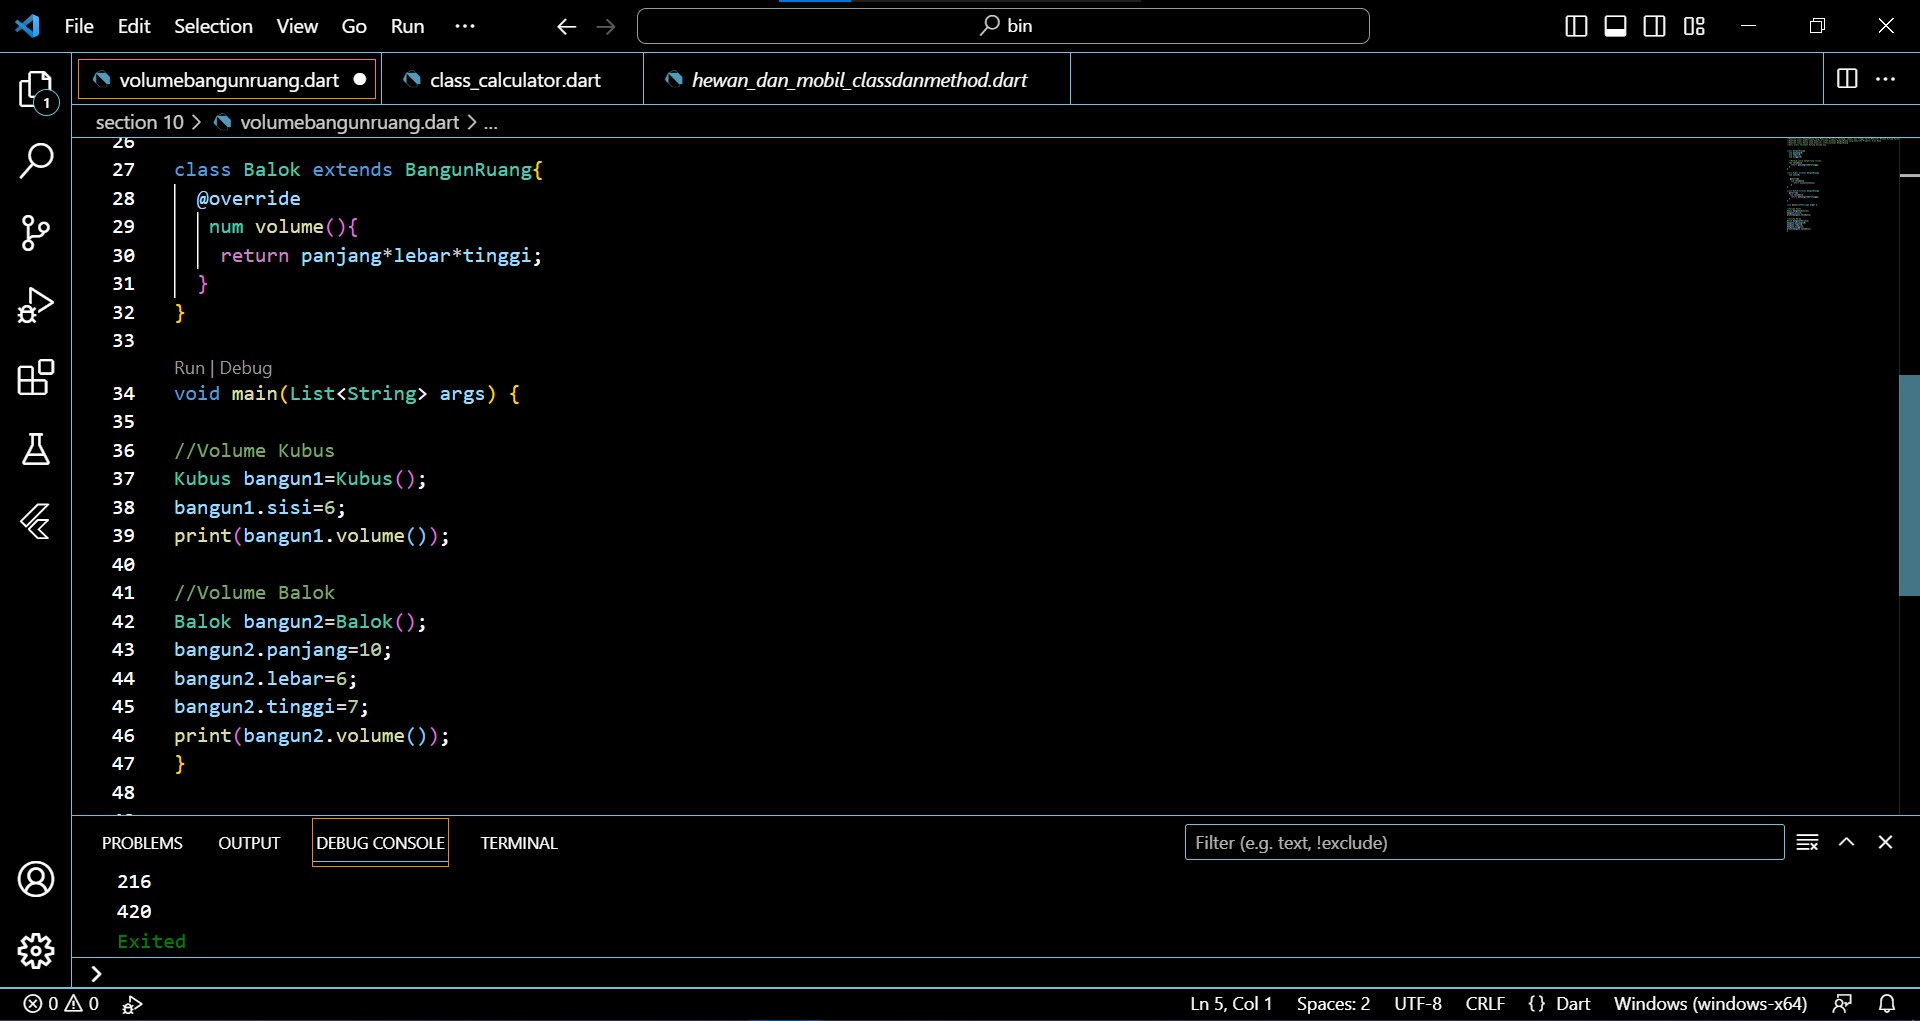 File Edit Selection View Go Run ··· bin
volumebangunruang.dart class_calculator.dart hewan_dan_mobil_classdanmethod.dart
1
section 10 > volumebangunruang.dart > ...
26
27 class Balok extends BangunRuang{
28 @override
29 num volume(){
30 return panjang*lebar*tinggi;
31 }
32 }
33
Run | Debug
34 void main(List<String> args) {
35
36 //Volume Kubus
37 Kubus bangun1=Kubus();
38 bangun1.sisi=6;
39 print(bangun1.volume());
40
41 //Volume Balok
42 Balok bangun2=Balok();
43 bangun2.panjang=10;
44 bangun2.lebar=6;
45 bangun2.tinggi=7;
46 print(bangun2.volume());
47 }
48
PROBLEMS OUTPUT DEBUG CONSOLE TERMINAL Filter (e.g. text, !exclude)
216
420
Exited
>
0 0 Ln 5, Col 1 Spaces: 2 UTF-8 CRLF {} Dart Windows (windows-x64)